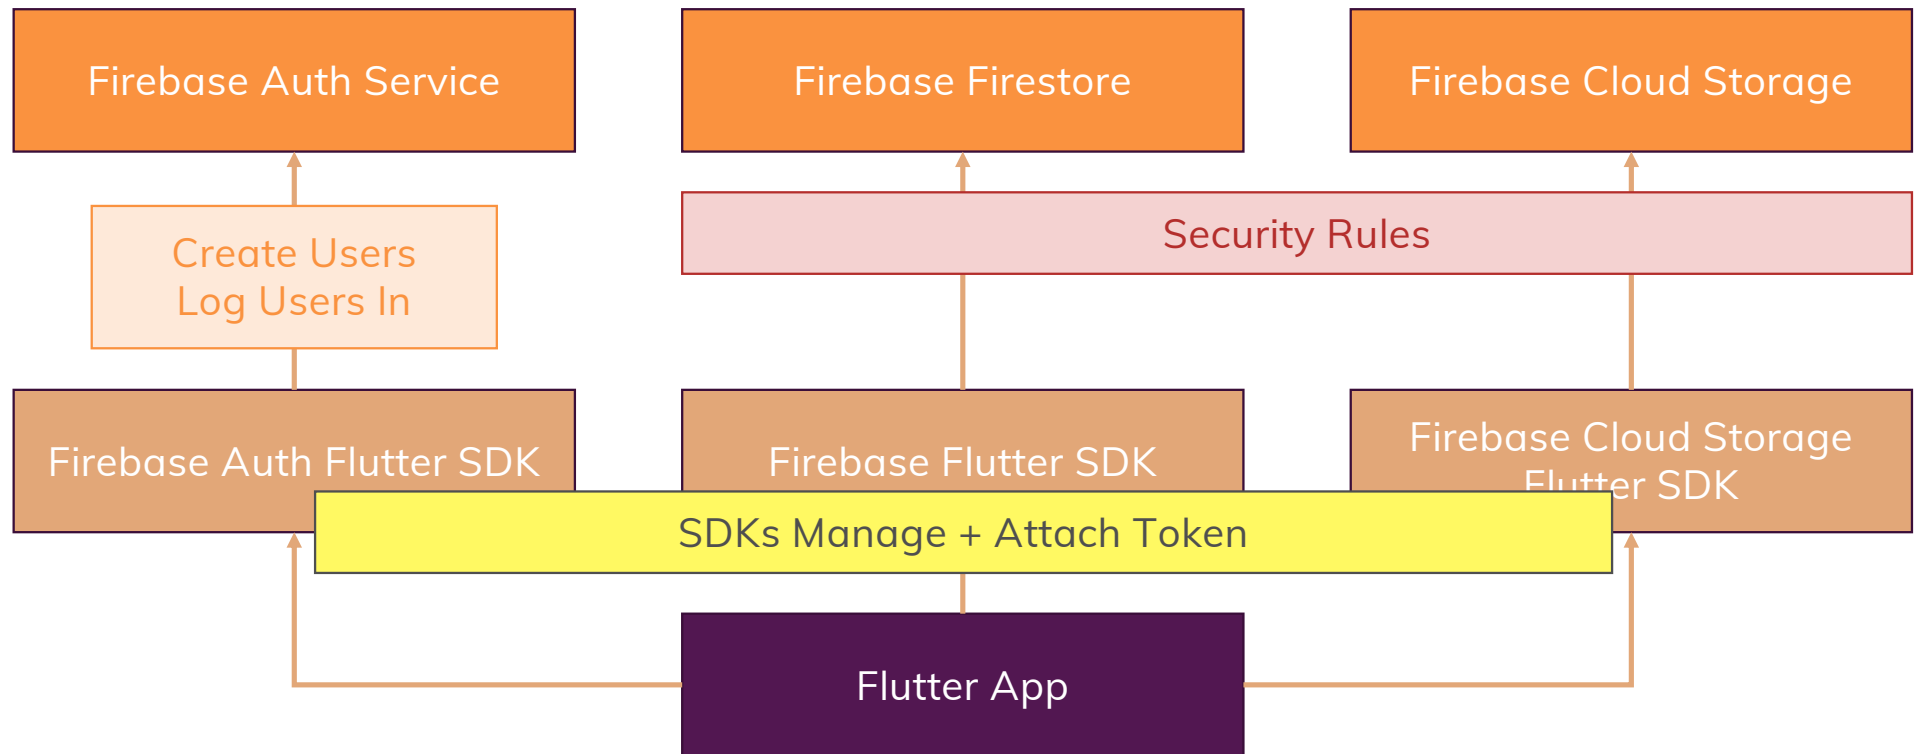 Firebase Auth Service
Firebase Firestore
Firebase Cloud Storage
Create Users
Log Users In
Security Rules
Firebase Auth Flutter SDK
Firebase Flutter SDK
Firebase Cloud Storage
Flutter SDK
SDKs Manage + Attach Token
Flutter App